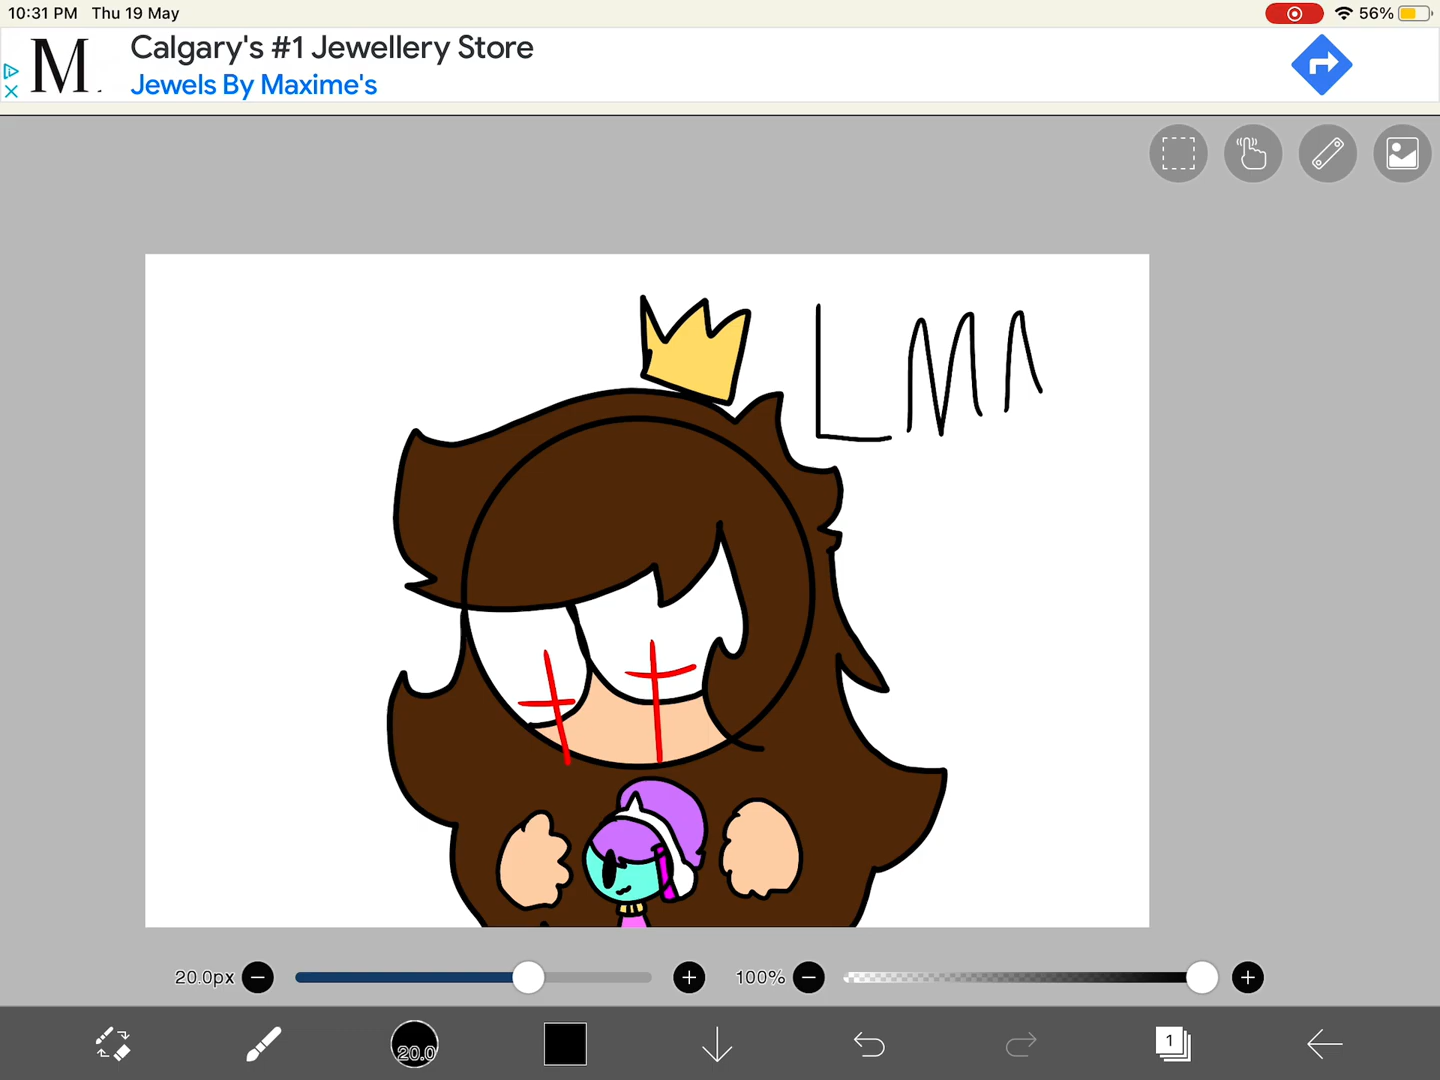 10:31 PM Thu 19 May
56%
M.
Calgary's #1 Jewellery Store
Jewels By Maxime's
LMA
20.0px
100%
20.0
1